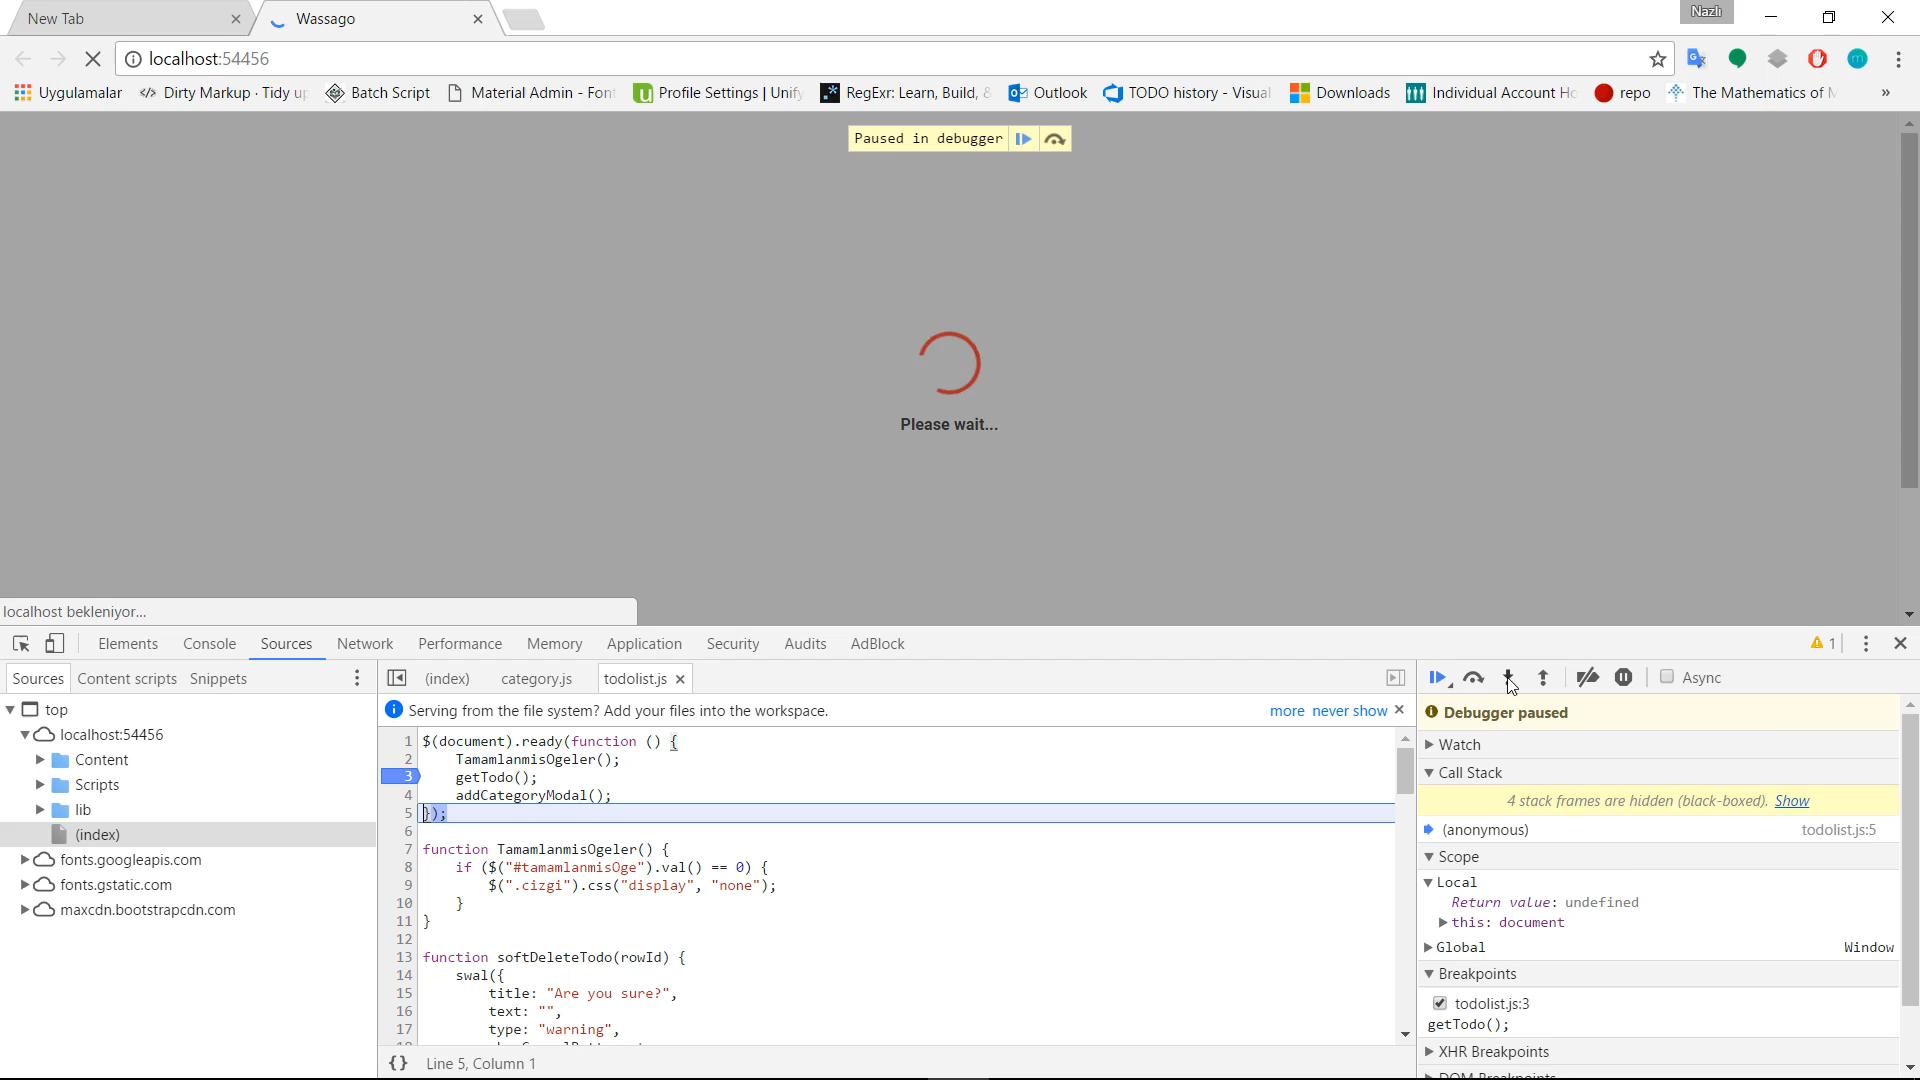 New Tab
Wassago
Nazlı
localhost:54456
Uygulamalar
Dirty Markup · Tidy
Batch Script
Material Admin - Fon
Profile Settings | Unify
RegExr: Learn, Build, &
Outlook
TODO history - Visual
Downloads
Individual Account Ho
repo
The Mathematics of
»
Paused in debugger
Please wait...
localhost bekleniyor...
Elements
Console
Sources
Network
Performance
Memory
Application
Security
Audits
AdBlock
1
Sources
Content scripts
Snippets
(index)
category.js
todolist.js
Async
top
localhost:54456
Content
Scripts
lib
(index)
fonts.googleapis.com
fonts.gstatic.com
maxcdn.bootstrapcdn.com
Serving from the file system? Add your files into the workspace.
more
never show
1 $(document).ready(function () {
2 TamamlanmisOgeler();
3 getTodo();
4 addCategoryModal();
5 });
6
7 function TamamlanmisOgeler() {
8 if ($("#tamamlanmisOge").val() == 0) {
9 $(".cizgi").css("display", "none");
10 }
11 }
12
13 function softDeleteTodo(rowId) {
14 swal({
15 title: "Are you sure?",
16 text: "",
17 type: "warning",
{} Line 5, Column 1
Debugger paused
Watch
Call Stack
4 stack frames are hidden (black-boxed). Show
(anonymous)
todolist.js:5
Scope
Local
Return value: undefined
this: document
Global
Window
Breakpoints
todolist.js:3
getTodo();
XHR Breakpoints
DOM Breakpoints